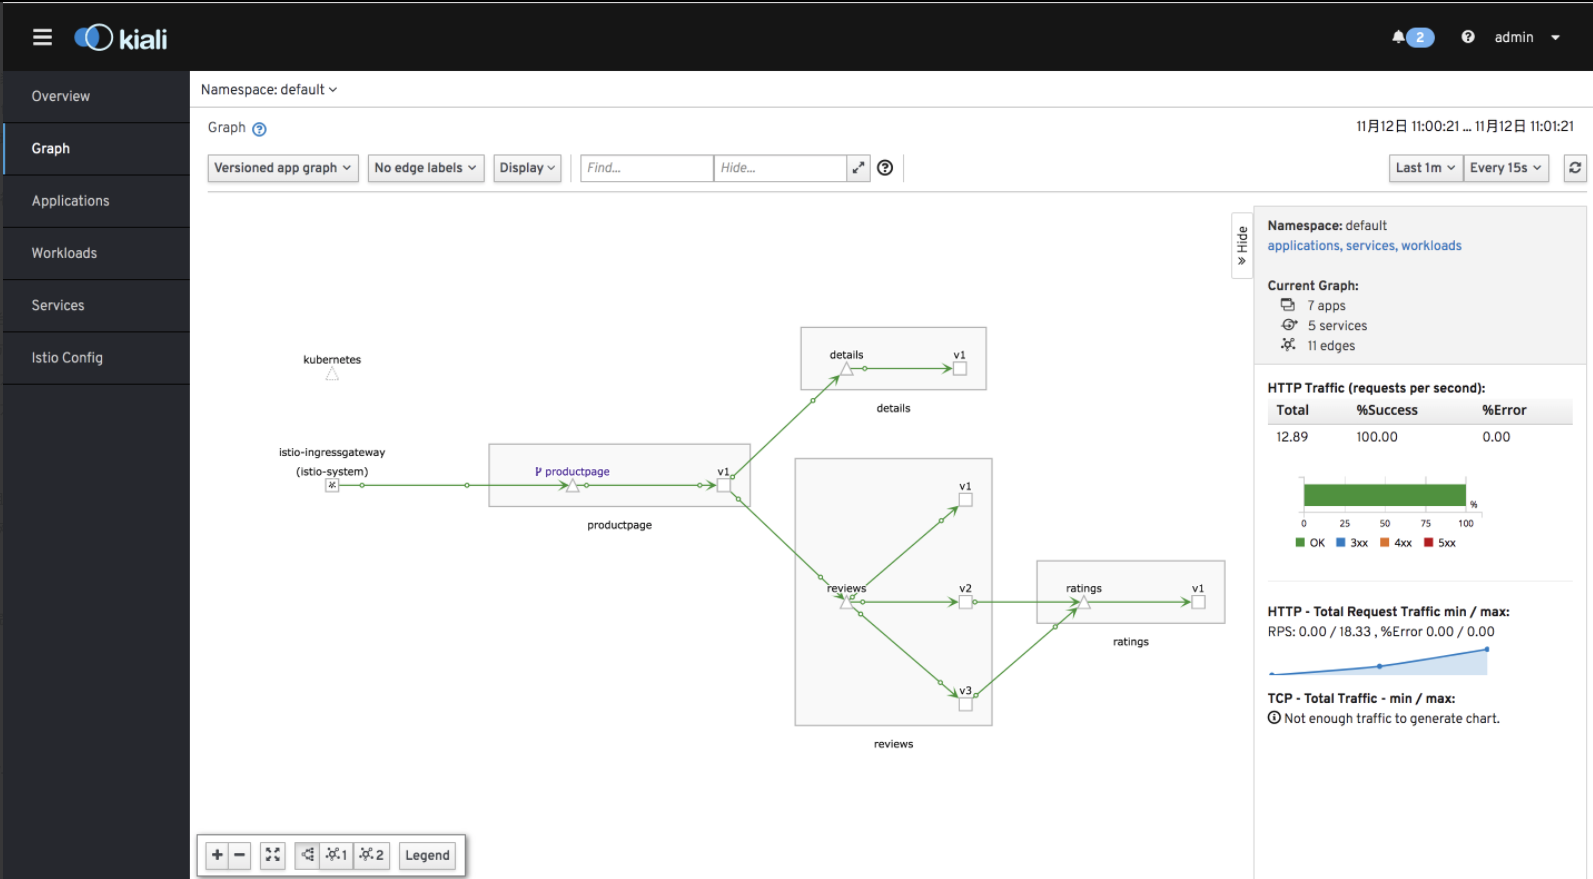 kiali
2
admin
Overview
Graph
Applications
Workloads
Services
Istio Config
Namespace: default
Graph
11月12日 11:00:21 ... 11月12日 11:01:21
Versioned app graph
No edge labels
Display
Find...
Hide...
Last 1m
Every 15s
kubernetes
istio-ingressgateway
(istio-system)
productpage
v1
productpage
details
v1
details
v1
reviews
v2
v3
reviews
ratings
v1
ratings
Hide
Namespace: default
applications, services, workloads
Current Graph:
7 apps
5 services
11 edges
HTTP Traffic (requests per second):
Total %Success %Error
12.89 100.00 0.00
%
0 25 50 75 100
OK 3xx 4xx 5xx
HTTP - Total Request Traffic min / max:
RPS: 0.00 / 18.33 , %Error 0.00 / 0.00
TCP - Total Traffic - min / max:
Not enough traffic to generate chart.
1
2
Legend